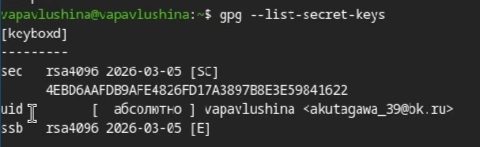 vapavlushina@vapavlushina:~$ gpg --list-secret-keys
[keyboxd]
---------
sec rsa4096 2026-03-05 [SC]
4EBD6AAFDB9AFE4826FD17A3897B8E3E59841622
uid [ абсолютно ] vapavlushina <akutagawa_39@bk.ru>
ssb rsa4096 2026-03-05 [E]